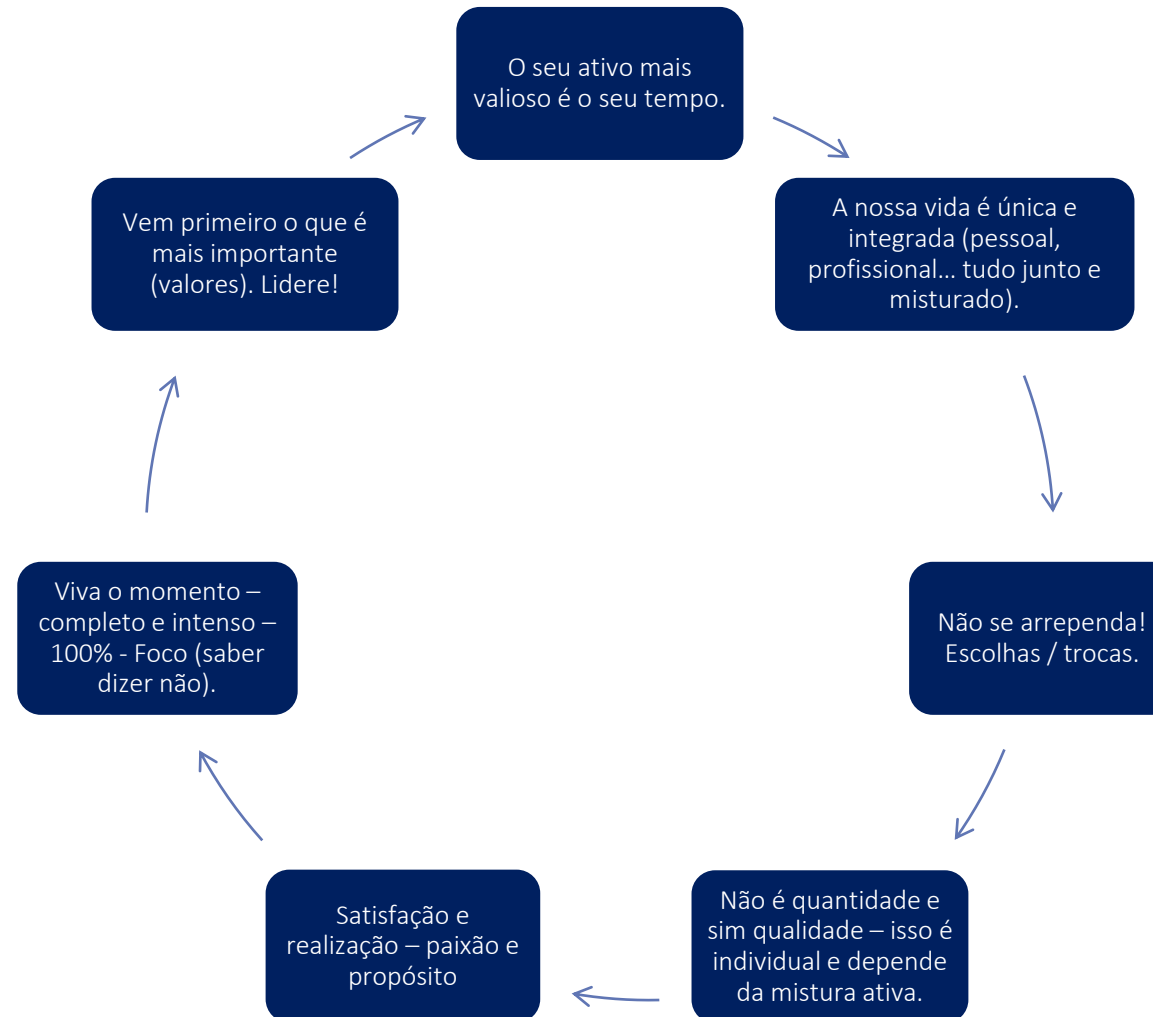 O seu ativo mais
valioso é o seu tempo.
A nossa vida é única e
integrada (pessoal,
profissional... tudo junto e
misturado).
Não se arrependa!
Escolhas / trocas.
Não é quantidade e
sim qualidade – isso é
individual e depende
da mistura ativa.
Satisfação e
realização – paixão e
propósito
Viva o momento –
completo e intenso –
100% - Foco (saber
dizer não).
Vem primeiro o que é
mais importante
(valores). Lidere!